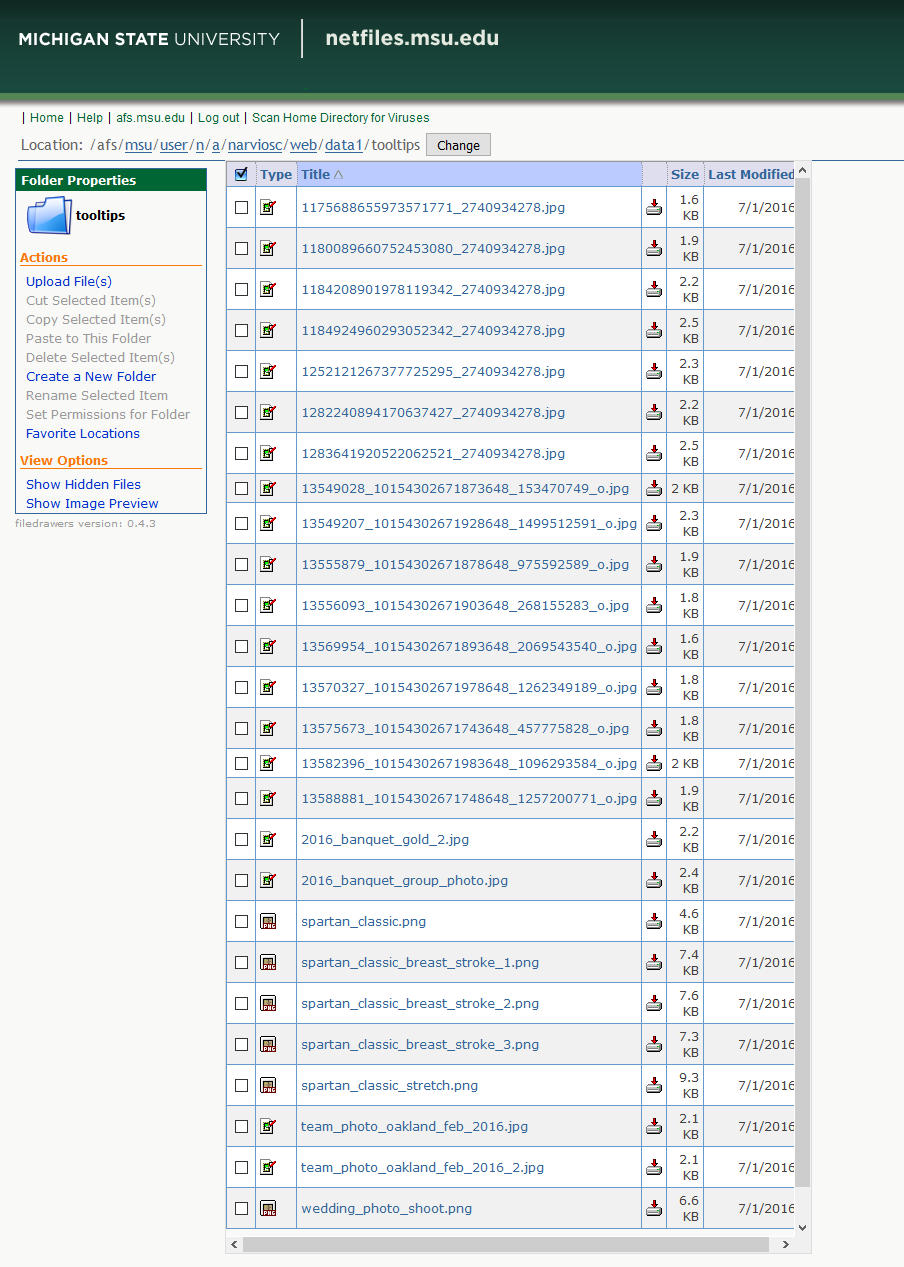 MICHIGAN STATE UNIVERSITY netfiles.msu.edu
| Home | Help | afs.msu.edu | Log out | Scan Home Directory for Viruses
Location: /afs/msu/user/n/a/narviosc/web/data1/tooltips Change
Folder Properties
tooltips
Actions
Upload File(s)
Cut Selected Item(s)
Copy Selected Item(s)
Paste to This Folder
Delete Selected Item(s)
Create a New Folder
Rename Selected Item
Set Permissions for Folder
Favorite Locations
View Options
Show Hidden Files
Show Image Preview
filedrawers version: 0.4.3
Type Title Size Last Modified
1175688655973571771_2740934278.jpg 1.6 KB 7/1/2016
1180089660752453080_2740934278.jpg 1.9 KB 7/1/2016
1184208901978119342_2740934278.jpg 2.2 KB 7/1/2016
1184924960293052342_2740934278.jpg 2.5 KB 7/1/2016
1252121267377725295_2740934278.jpg 2.3 KB 7/1/2016
1282240894170637427_2740934278.jpg 2.2 KB 7/1/2016
1283641920522062521_2740934278.jpg 2.5 KB 7/1/2016
13549028_10154302671873648_153470749_o.jpg 2 KB 7/1/2016
13549207_10154302671928648_1499512591_o.jpg 2.3 KB 7/1/2016
13555879_10154302671878648_975592589_o.jpg 1.9 KB 7/1/2016
13556093_10154302671903648_268155283_o.jpg 1.8 KB 7/1/2016
13569954_10154302671893648_2069543540_o.jpg 1.6 KB 7/1/2016
13570327_10154302671978648_1262349189_o.jpg 1.8 KB 7/1/2016
13575673_10154302671743648_457775828_o.jpg 1.8 KB 7/1/2016
13582396_10154302671983648_1096293584_o.jpg 2 KB 7/1/2016
13588881_10154302671748648_1257200771_o.jpg 1.9 KB 7/1/2016
2016_banquet_gold_2.jpg 2.2 KB 7/1/2016
2016_banquet_group_photo.jpg 2.4 KB 7/1/2016
spartan_classic.png 4.6 KB 7/1/2016
spartan_classic_breast_stroke_1.png 7.4 KB 7/1/2016
spartan_classic_breast_stroke_2.png 7.6 KB 7/1/2016
spartan_classic_breast_stroke_3.png 7.3 KB 7/1/2016
spartan_classic_stretch.png 9.3 KB 7/1/2016
team_photo_oakland_feb_2016.jpg 2.1 KB 7/1/2016
team_photo_oakland_feb_2016_2.jpg 2.1 KB 7/1/2016
wedding_photo_shoot.png 6.6 KB 7/1/2016